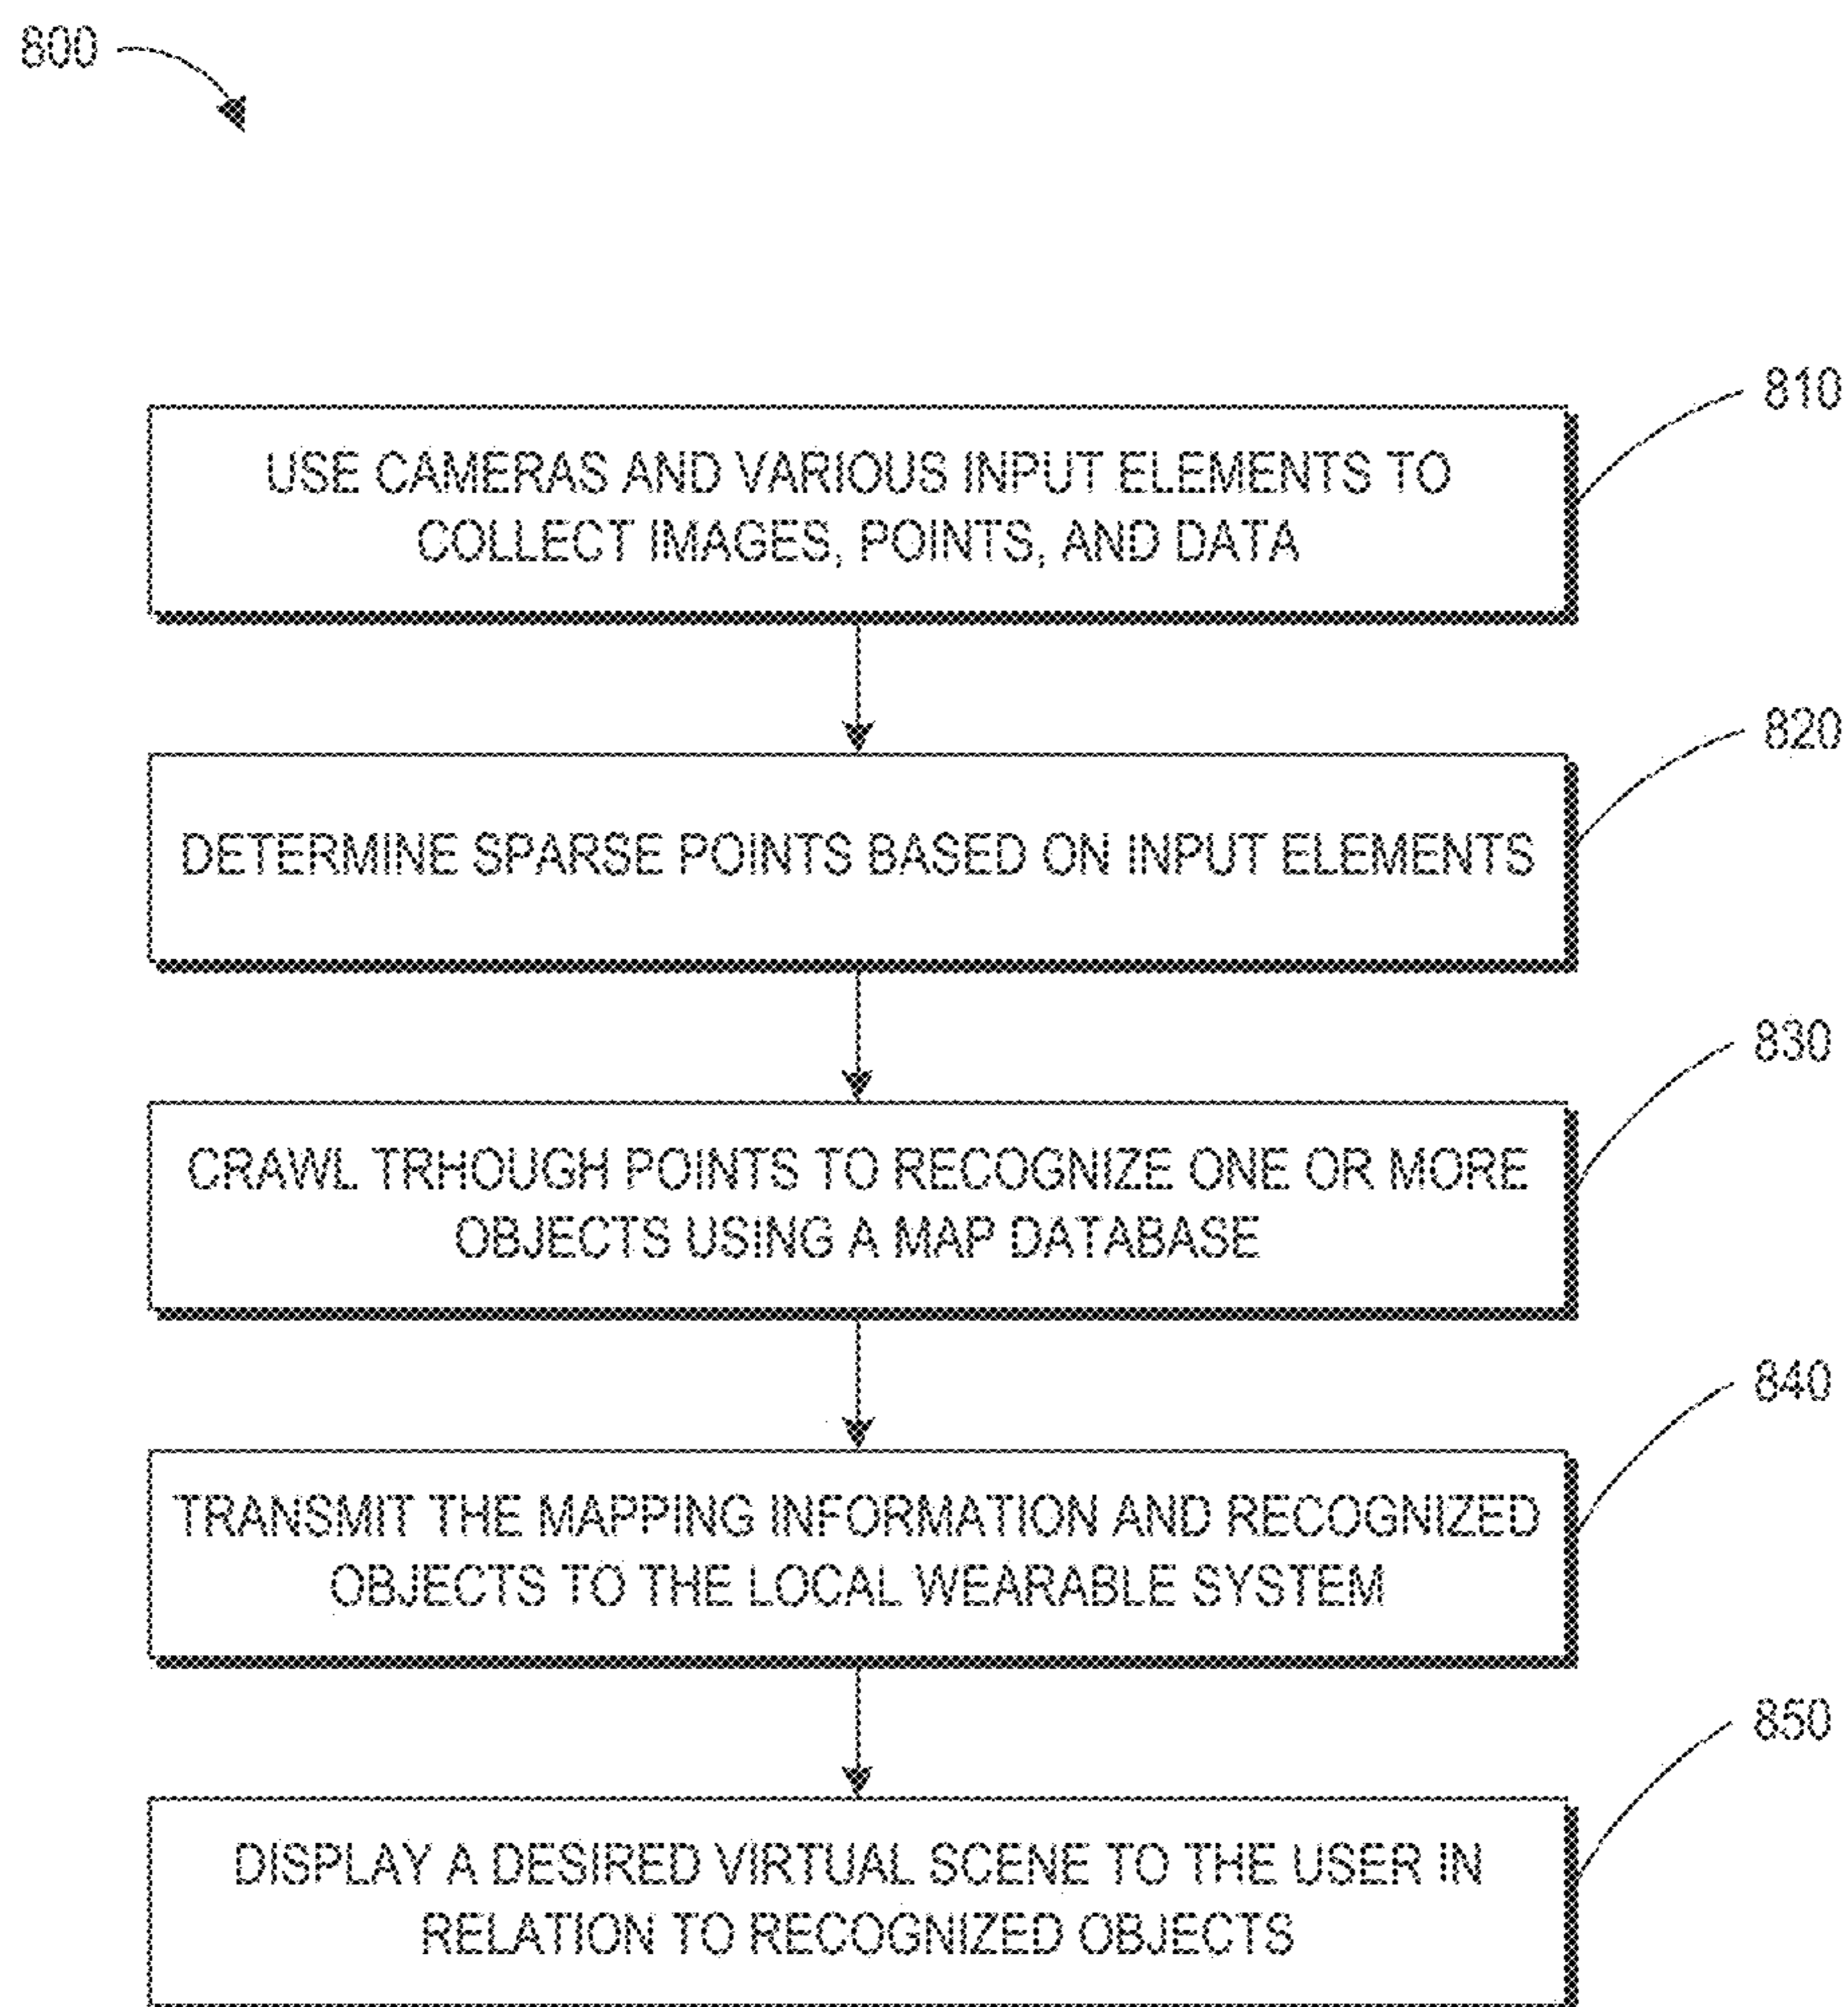 800
810
USE CAMERAS AND VARIOUS INPUT ELEMENTS TO
COLLECT IMAGES, POINTS, AND DATA
820
DETERMINE SPARSE POINTS BASED ON INPUT ELEMENTS
830
CRAWL TRHOUGH POINTS TO RECOGNIZE ONE OR MORE
OBJECTS USING A MAP DATABASE
840
TRANSMIT THE MAPPING INFORMATION AND RECOGNIZED
OBJECTS TO THE LOCAL WEARABLE SYSTEM
850
DISPLAY A DESIRED VIRTUAL SCENE TO THE USER IN
RELATION TO RECOGNIZED OBJECTS